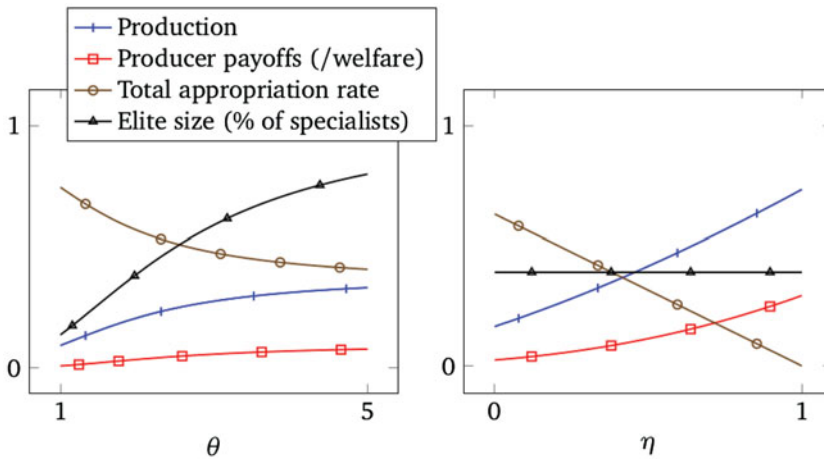 Production
Producer payoffs (/welfare)
Total appropriation rate
Elite size (% of specialists)
1
0
1
5
θ
1
0
0
1
η